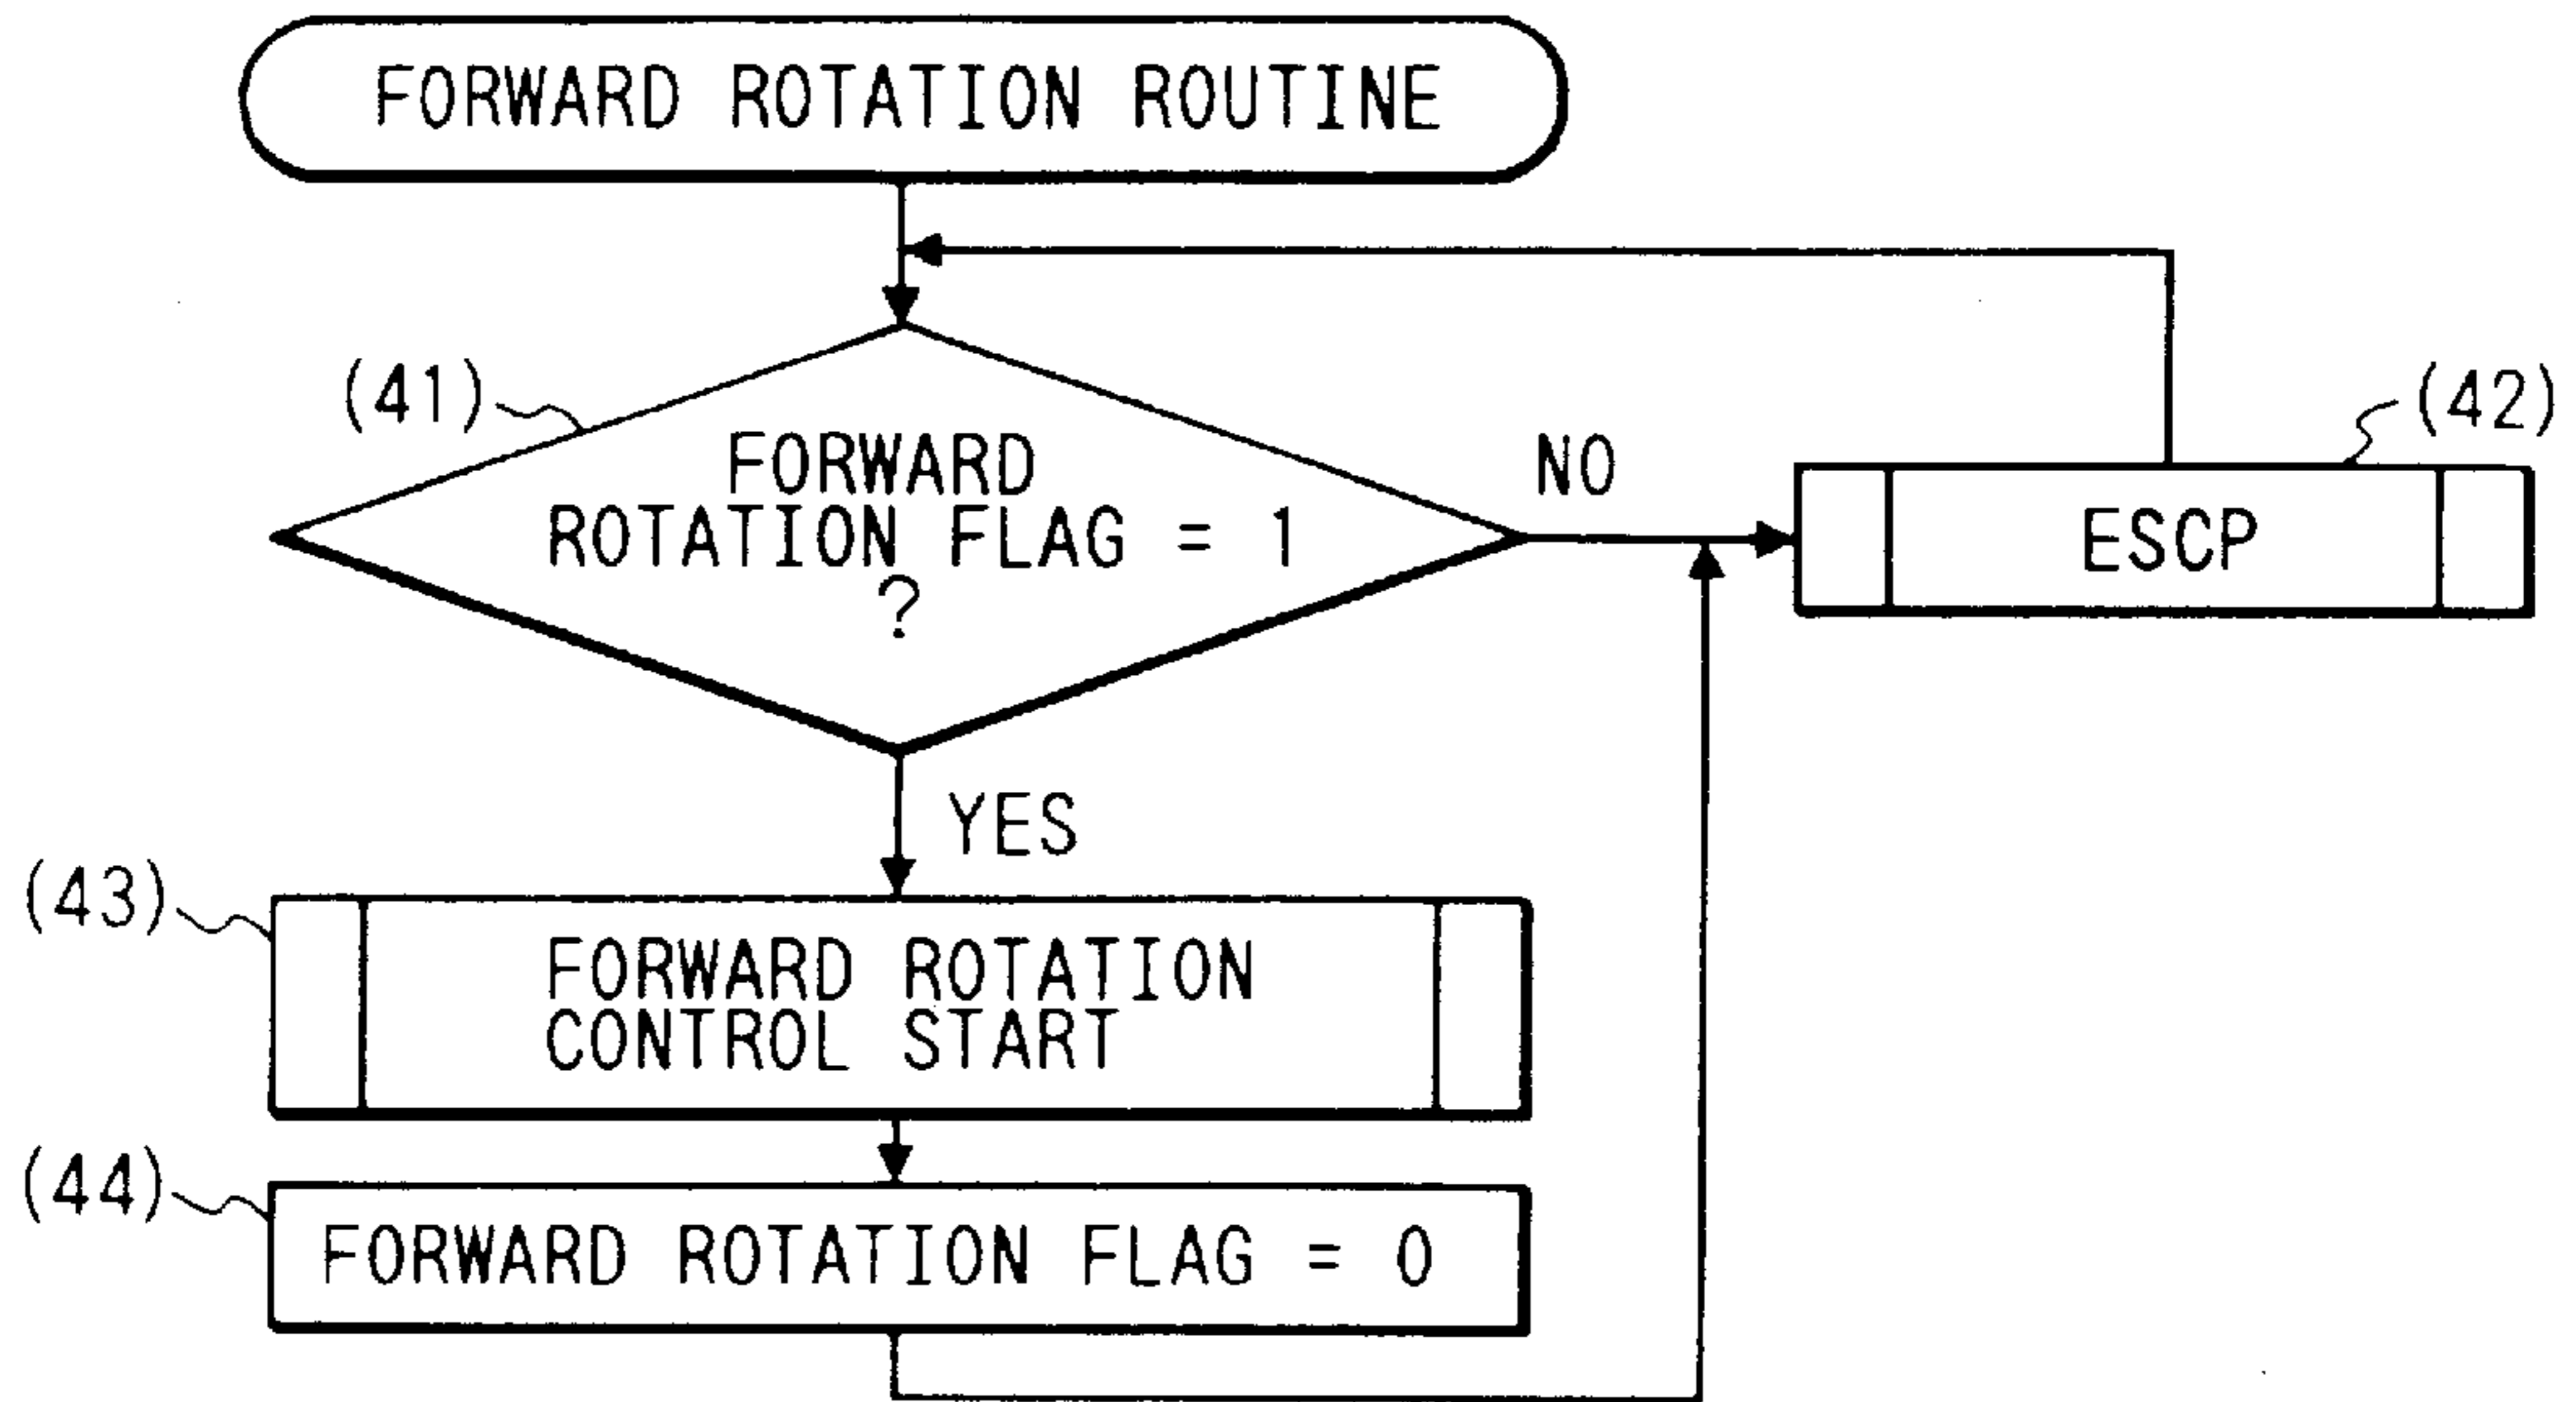 FORWARD ROTATION ROUTINE
(41)
FORWARD
ROTATION FLAG = 1
?
NO
(42)
ESCP
YES
(43)
FORWARD ROTATION
CONTROL START
(44)
FORWARD ROTATION FLAG = 0